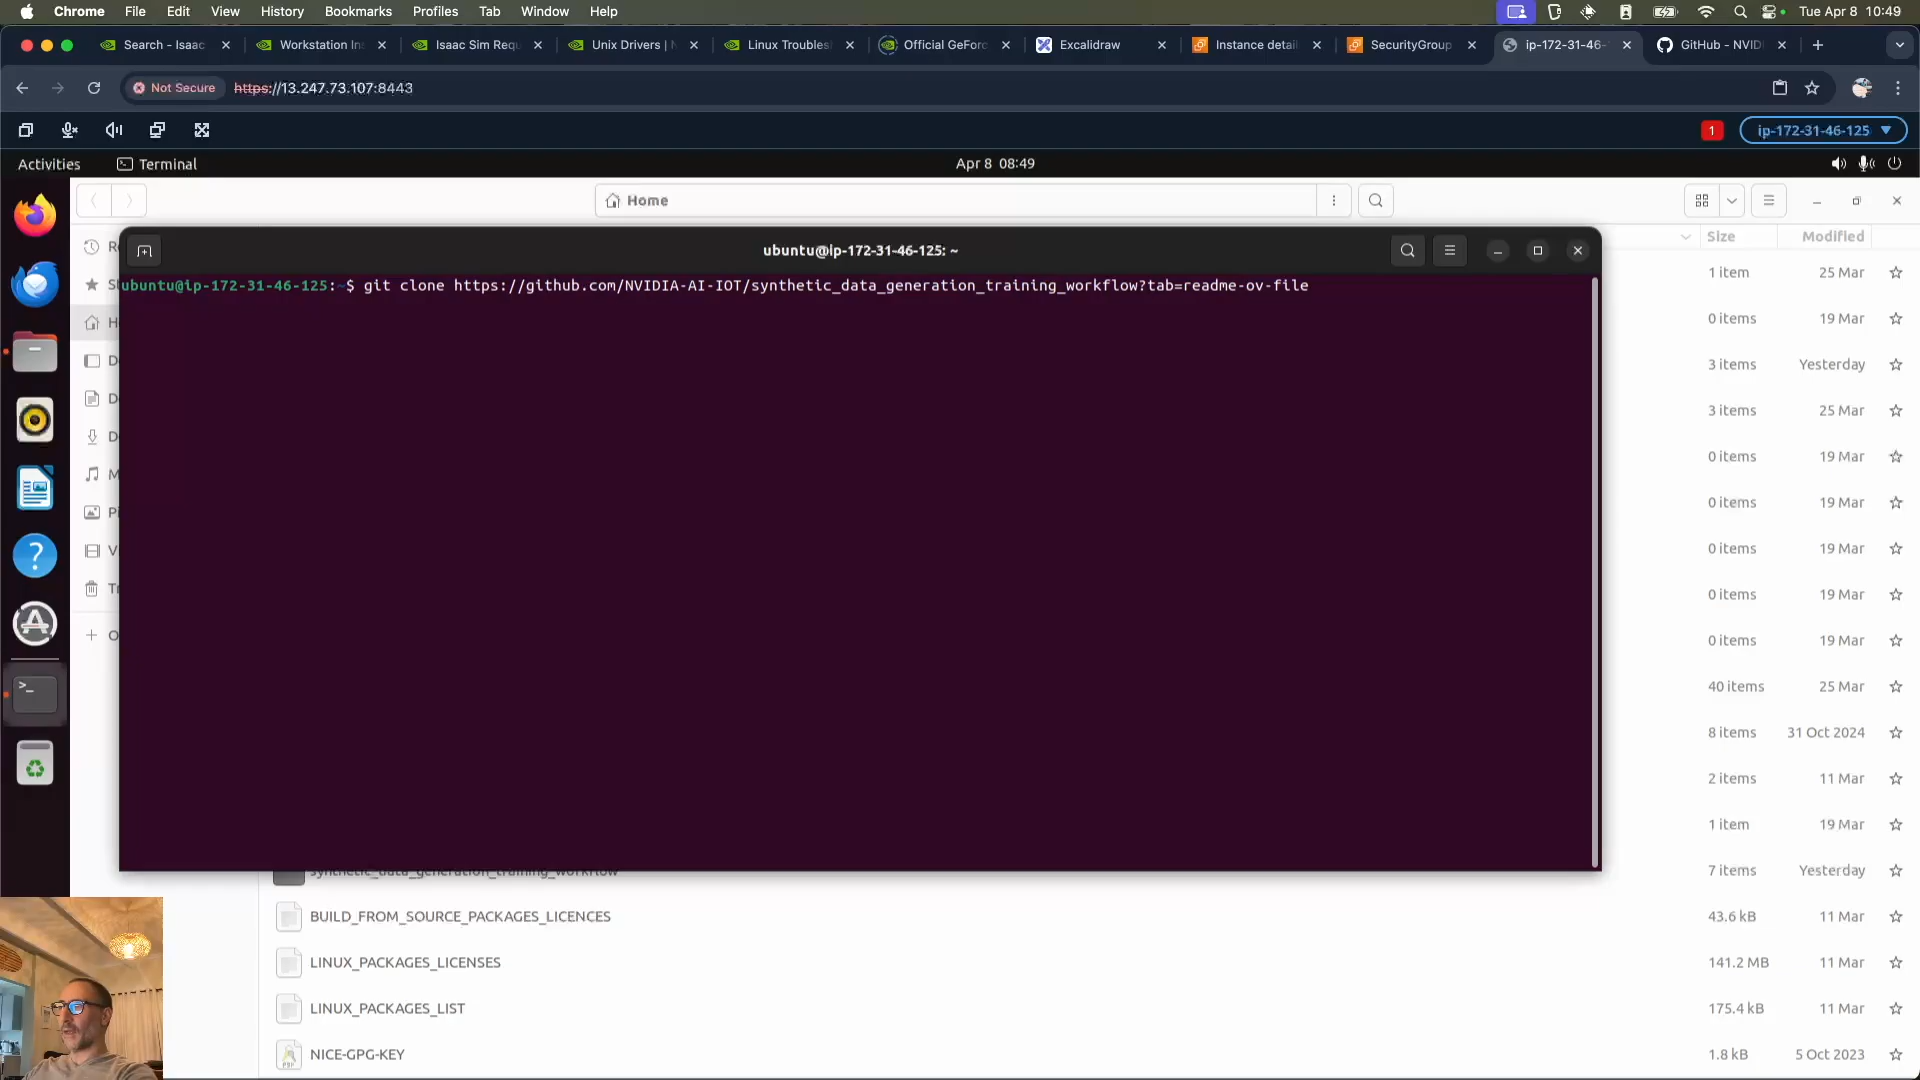 Chrome File Edit View History Bookmarks Profiles Tab Window Help Tue Apr 8 10:49
Search - Isaac Workstation In Isaac Sim Requ Unix Drivers | N Linux Troubles Official GeForc Excalidraw Instance detail SecurityGroup ip-172-31-46- GitHub - NVID
Not Secure https://13.247.73.107:8443
1 ip-172-31-46-125
Activities Terminal Apr 8 08:49
Home
Size Modified
ubuntu@ip-172-31-46-125: ~
ubuntu@ip-172-31-46-125:~$ git clone https://github.com/NVIDIA-AI-IOT/synthetic_data_generation_training_workflow?tab=readme-ov-file
1 item 25 Mar
0 items 19 Mar
3 items Yesterday
3 items 25 Mar
0 items 19 Mar
0 items 19 Mar
0 items 19 Mar
0 items 19 Mar
0 items 19 Mar
40 items 25 Mar
8 items 31 Oct 2024
2 items 11 Mar
1 item 19 Mar
synthetic_data_generation_training_workflow 7 items Yesterday
BUILD_FROM_SOURCE_PACKAGES_LICENCES 43.6 kB 11 Mar
LINUX_PACKAGES_LICENSES 141.2 MB 11 Mar
LINUX_PACKAGES_LIST 175.4 kB 11 Mar
NICE-GPG-KEY 1.8 kB 5 Oct 2023